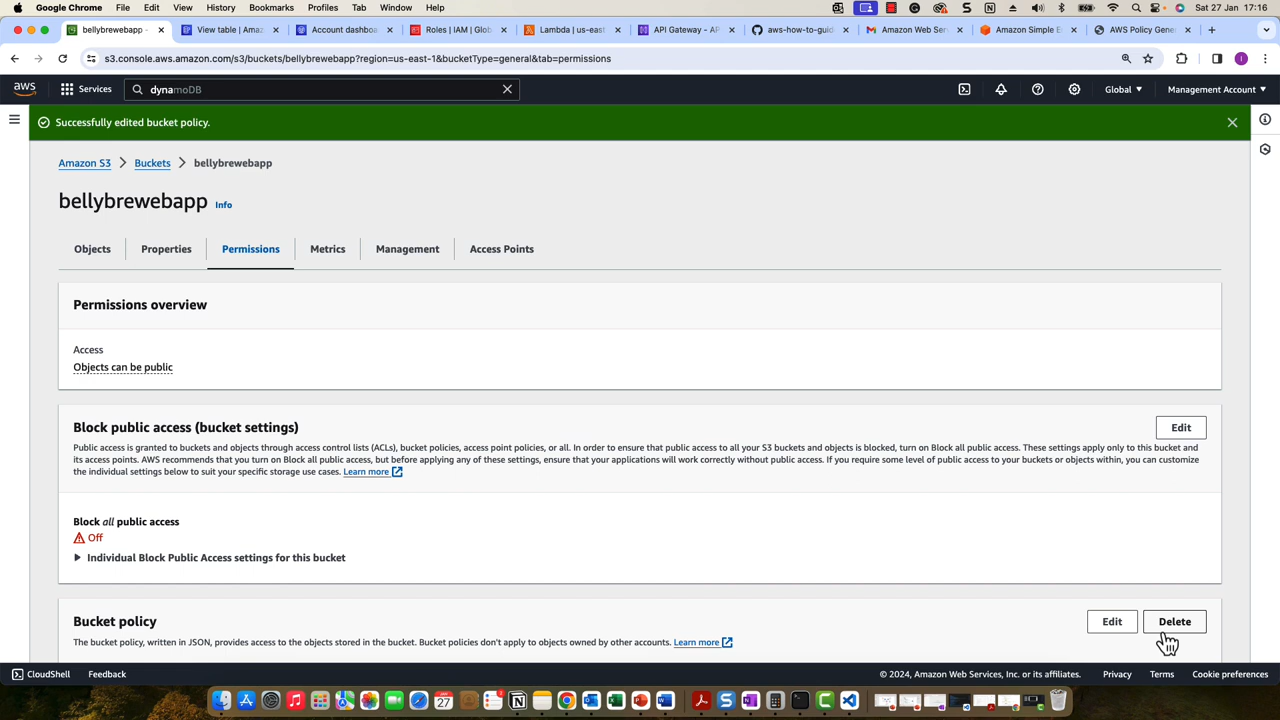 Google Chrome File Edit View History Bookmarks Profiles Tab Window Help Sat 27 Jan 17:16
bellybrewebapp - View table | Amaz Account dashboa Roles | IAM | Glob Lambda | us-east API Gateway - AP aws-how-to-guid Amazon Web Ser Amazon Simple E AWS Policy Gene
s3.console.aws.amazon.com/s3/buckets/bellybrewebapp?region=us-east-1&bucketType=general&tab=permissions
aws Services dynamoDB Global Management Account
Successfully edited bucket policy.
Amazon S3 Buckets bellybrewebapp
bellybrewebapp Info
Objects Properties Permissions Metrics Management Access Points
Permissions overview
Access
Objects can be public
Block public access (bucket settings) Edit
Public access is granted to buckets and objects through access control lists (ACLs), bucket policies, access point policies, or all. In order to ensure that public access to all your S3 buckets and objects is blocked, turn on Block all public access. These settings apply only to this bucket and
its access points. AWS recommends that you turn on Block all public access, but before applying any of these settings, ensure that your applications will work correctly without public access. If you require some level of public access to your buckets or objects within, you can customize
the individual settings below to suit your specific storage use cases. Learn more
Block all public access
Off
Individual Block Public Access settings for this bucket
Bucket policy Edit Delete
The bucket policy, written in JSON, provides access to the objects stored in the bucket. Bucket policies don't apply to objects owned by other accounts. Learn more
CloudShell Feedback © 2024, Amazon Web Services, Inc. or its affiliates. Privacy Terms Cookie preferences